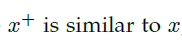 x⁺ is similar to x